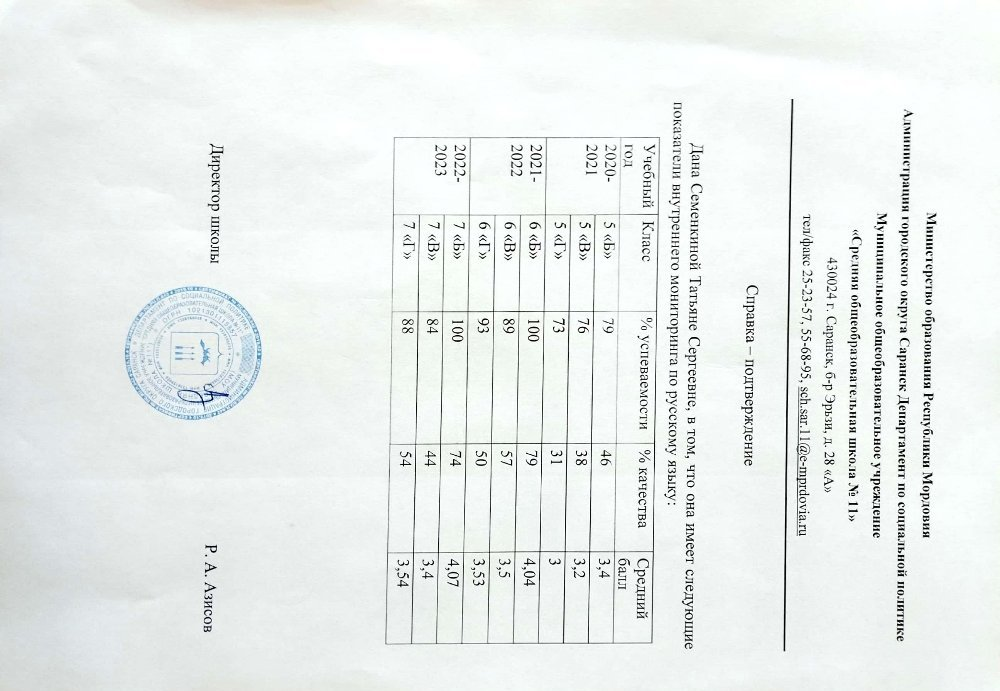 Министерство образования Республики Мордовия
Администрация городского округа Саранск Департамент по социальной политике
Муниципальное общеобразовательное учреждение
«Средняя общеобразовательная школа № 11»
430024 г. Саранск, б-р Эрьзи, д. 28 «А»
тел/факс 25-23-57, 55-68-95, sch.sar.11@e-mprdovia.ru
Справка – подтверждение
Дана Семенкиной Татьяне Сергеевне, в том, что она имеет следующие
показатели внутреннего мониторинга по русскому языку:
Учебный год Класс % успеваемости % качества Средний балл
2020-2021 5 «Б» 79 46 3,4
5 «В» 76 38 3,2
5 «Г» 73 31 3
2021-2022 6 «Б» 100 79 4,04
6 «В» 89 57 3,5
6 «Г» 93 50 3,53
2022-2023 7 «Б» 100 74 4,07
7 «В» 84 44 3,4
7 «Г» 88 54 3,54
Директор школы Р. А. Азисов